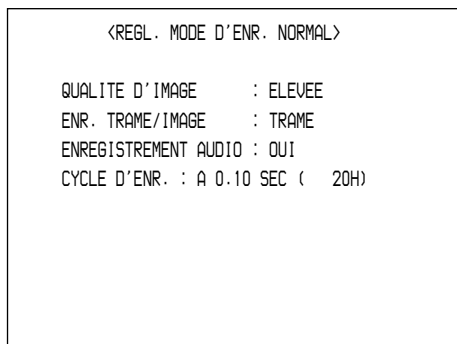 <REGL. MODE D'ENR. NORMAL>
QUALITE D'IMAGE : ELEVEE
ENR. TRAME/IMAGE : TRAME
ENREGISTREMENT AUDIO : OUI
CYCLE D'ENR. : A 0.10 SEC ( 20H)